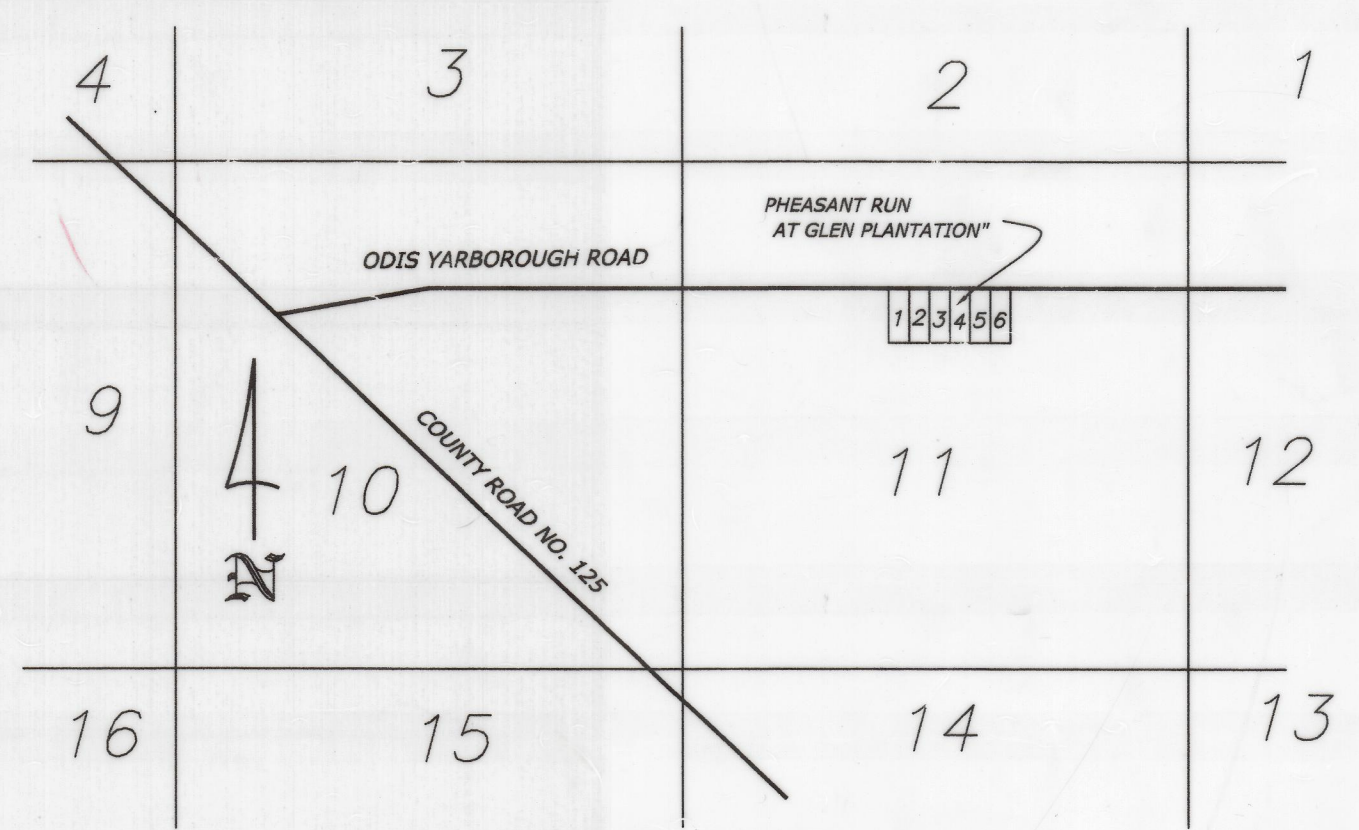 4
3
2
1
PHEASANT RUN
AT GLEN PLANTATION"
ODIS YARBOROUGH ROAD
1 2 3 4 5 6
9
10
COUNTY ROAD NO. 125
11
12
N
16
15
14
13